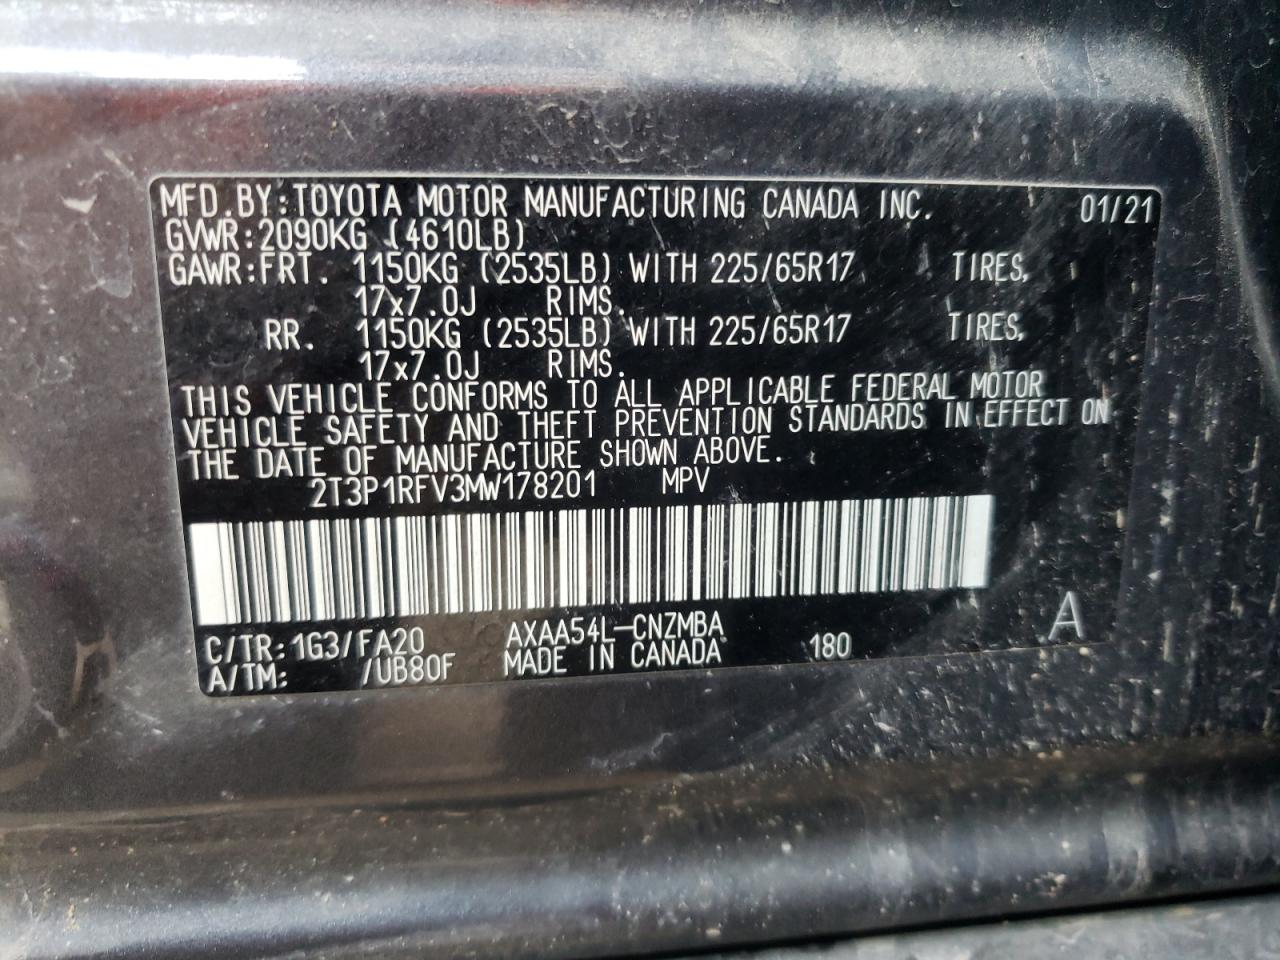 MFD.BY:TOYOTA MOTOR MANUFACTURING CANADA INC. 01/21
GVWR:2090KG (4610LB)
GAWR:FRT. 1150KG (2535LB) WITH 225/65R17 TIRES,
17x7.0J RIMS.
RR. 1150KG (2535LB) WITH 225/65R17 TIRES,
17x7.0J RIMS.
THIS VEHICLE CONFORMS TO ALL APPLICABLE FEDERAL MOTOR
VEHICLE SAFETY AND THEFT PREVENTION STANDARDS IN EFFECT ON
THE DATE OF MANUFACTURE SHOWN ABOVE.
2T3P1RFV3MW178201 MPV
C/TR:1G3/FA20 AXAA54L-CNZMBA 180 A
A/TM: /UB80F MADE IN CANADA